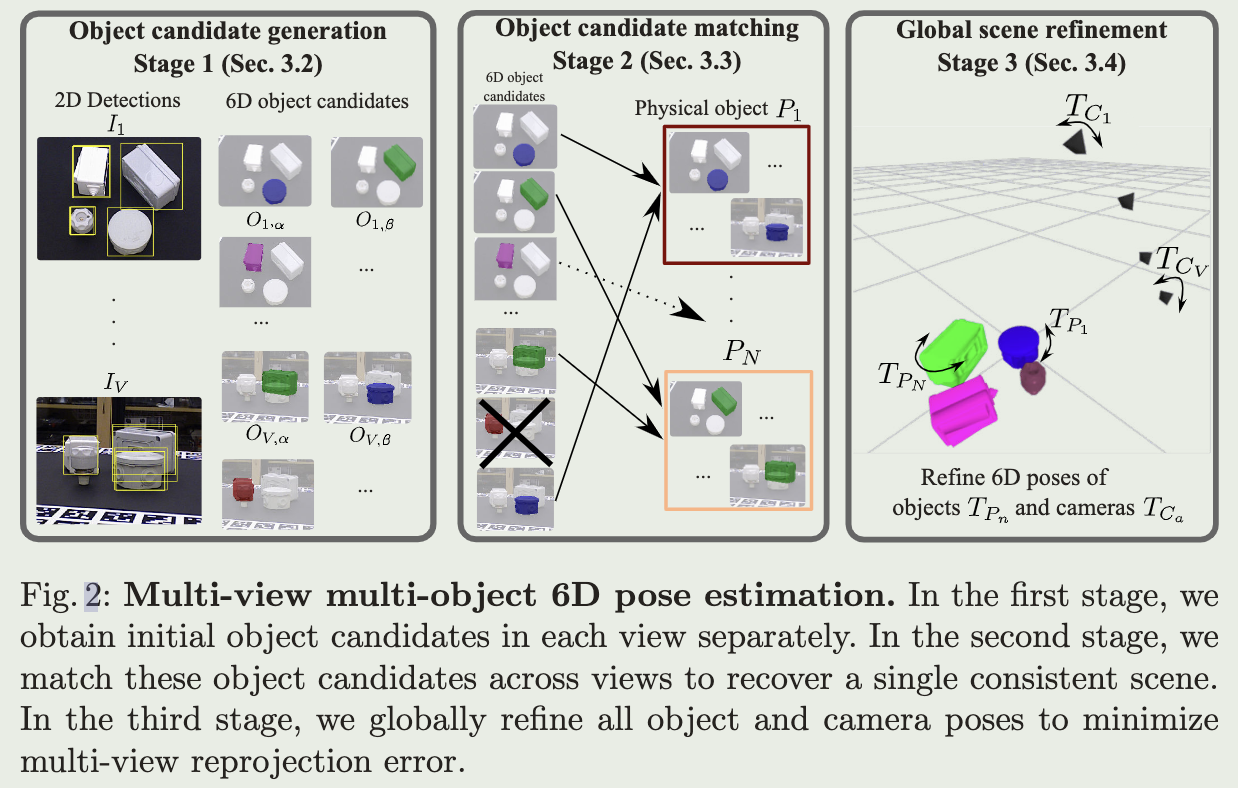 Object candidate generation
Stage 1 (Sec. 3.2)
2D Detections
6D object candidates
I_1
O_{1,α}
O_{1,β}
...
...
.
.
.
I_V
O_{V,α}
O_{V,β}
...
Object candidate matching
Stage 2 (Sec. 3.3)
6D object
candidates
Physical object P_1
...
...
...
.
.
.
P_N
...
...
Global scene refinement
Stage 3 (Sec. 3.4)
T_{C_1}
T_{C_V}
T_{P_1}
T_{P_N}
Refine 6D poses of
objects T_{P_n} and cameras T_{C_a}
Fig. 2: Multi-view multi-object 6D pose estimation. In the first stage, we
obtain initial object candidates in each view separately. In the second stage, we
match these object candidates across views to recover a single consistent scene.
In the third stage, we globally refine all object and camera poses to minimize
multi-view reprojection error.